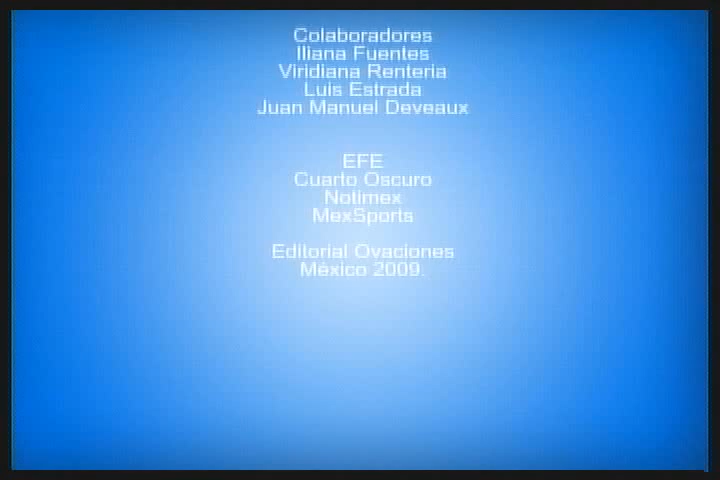 Colaboradores
Iliana Fuentes
Viridiana Renteria
Luis Estrada
Juan Manuel Deveaux
EFE
Cuarto Oscuro
Notimex
MexSports
Editorial Ovaciones
México 2009.